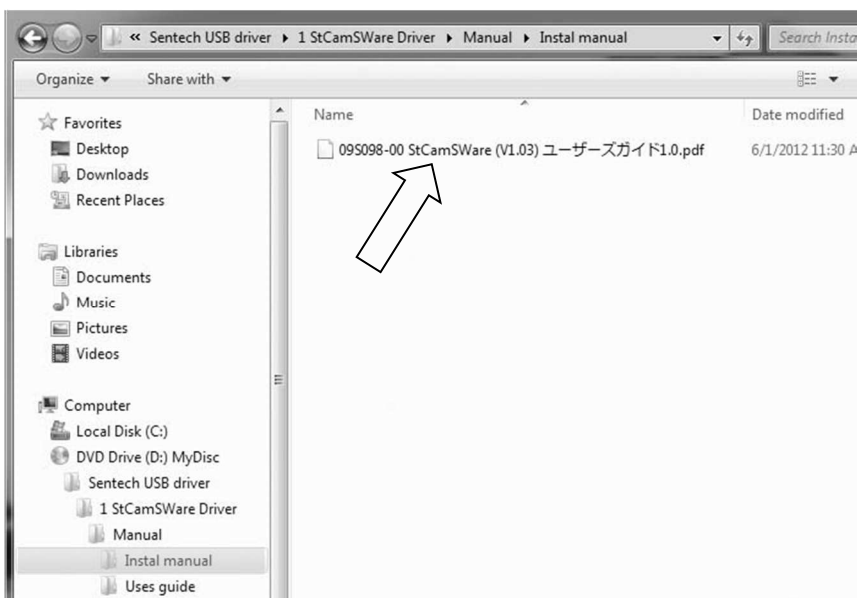 « Sentech USB driver ▸ 1 StCamSWare Driver ▸ Manual ▸ Instal manual
Search Insta
Organize ▾ Share with ▾
Favorites
Desktop
Downloads
Recent Places
Libraries
Documents
Music
Pictures
Videos
Computer
Local Disk (C:)
DVD Drive (D:) MyDisc
Sentech USB driver
1 StCamSWare Driver
Manual
Instal manual
Uses guide
Name Date modified
09S098-00 StCamSWare (V1.03) ユーザーズガイド1.0.pdf 6/1/2012 11:30 A